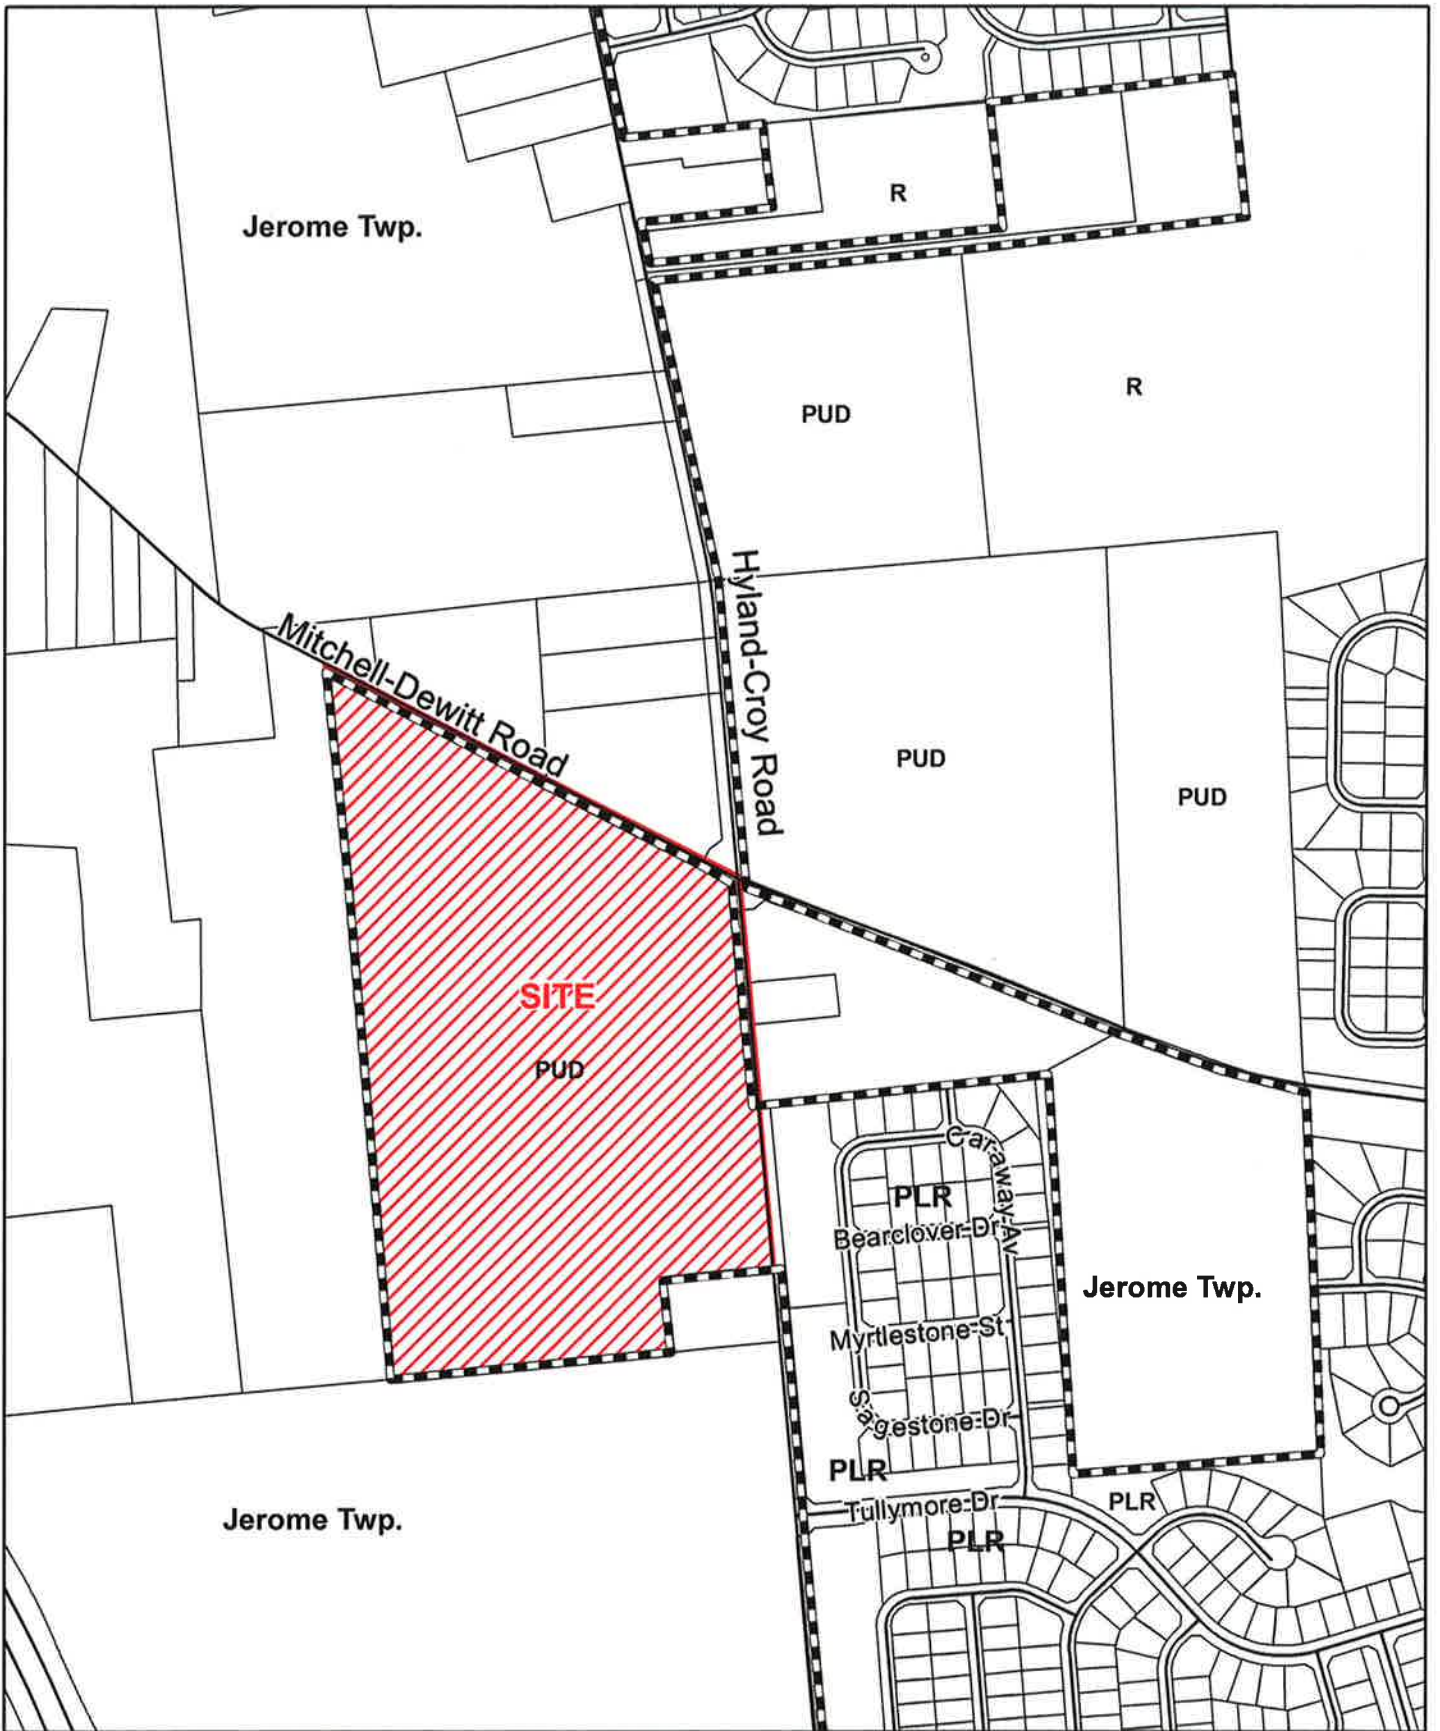 R
Jerome Twp.
R
PUD
Hyland-Croy Road
Mitchell-Dewitt Road
PUD
PUD
SITE
PUD
Caraway Av
PLR
Bearclover Dr
Jerome Twp.
Myrtlestone St
Sagestone Dr
PLR
PLR
Tullymore Dr
Jerome Twp.
PLR